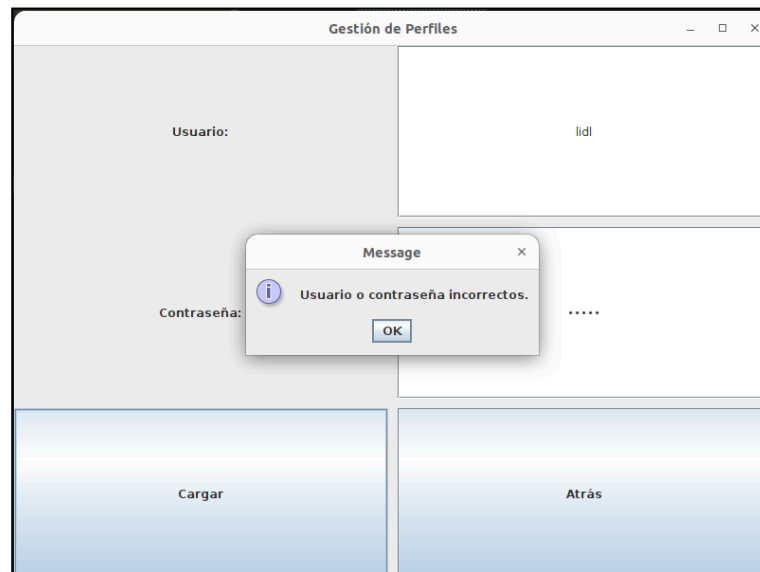 Gestión de Perfiles
Usuario:
lidl
Message
Usuario o contraseña incorrectos.
OK
Contraseña:
•••••
Cargar
Atrás